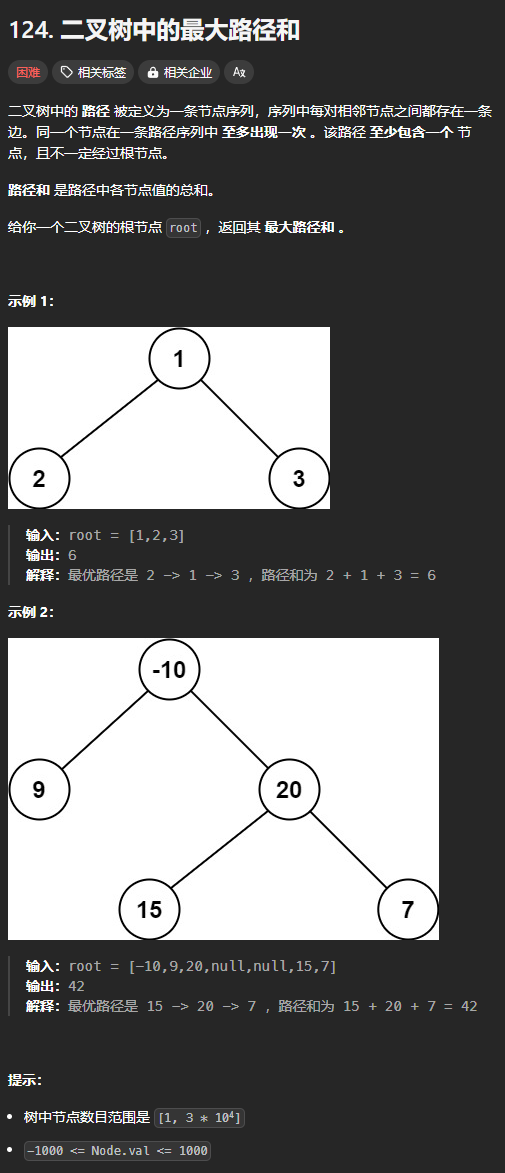 124. 二叉树中的最大路径和
困难 相关标签 相关企业 Ax
二叉树中的 路径 被定义为一条节点序列，序列中每对相邻节点之间都存在一条
边。同一个节点在一条路径序列中 至多出现一次 。该路径 至少包含一个 节
点，且不一定经过根节点。
路径和 是路径中各节点值的总和。
给你一个二叉树的根节点 root ，返回其 最大路径和 。
示例 1：
1
2 3
输入：root = [1,2,3]
输出：6
解释：最优路径是 2 -> 1 -> 3 ，路径和为 2 + 1 + 3 = 6
示例 2：
-10
9 20
15 7
输入：root = [-10,9,20,null,null,15,7]
输出：42
解释：最优路径是 15 -> 20 -> 7 ，路径和为 15 + 20 + 7 = 42
提示：
• 树中节点数目范围是 [1, 3 * 10⁴]
• -1000 <= Node.val <= 1000